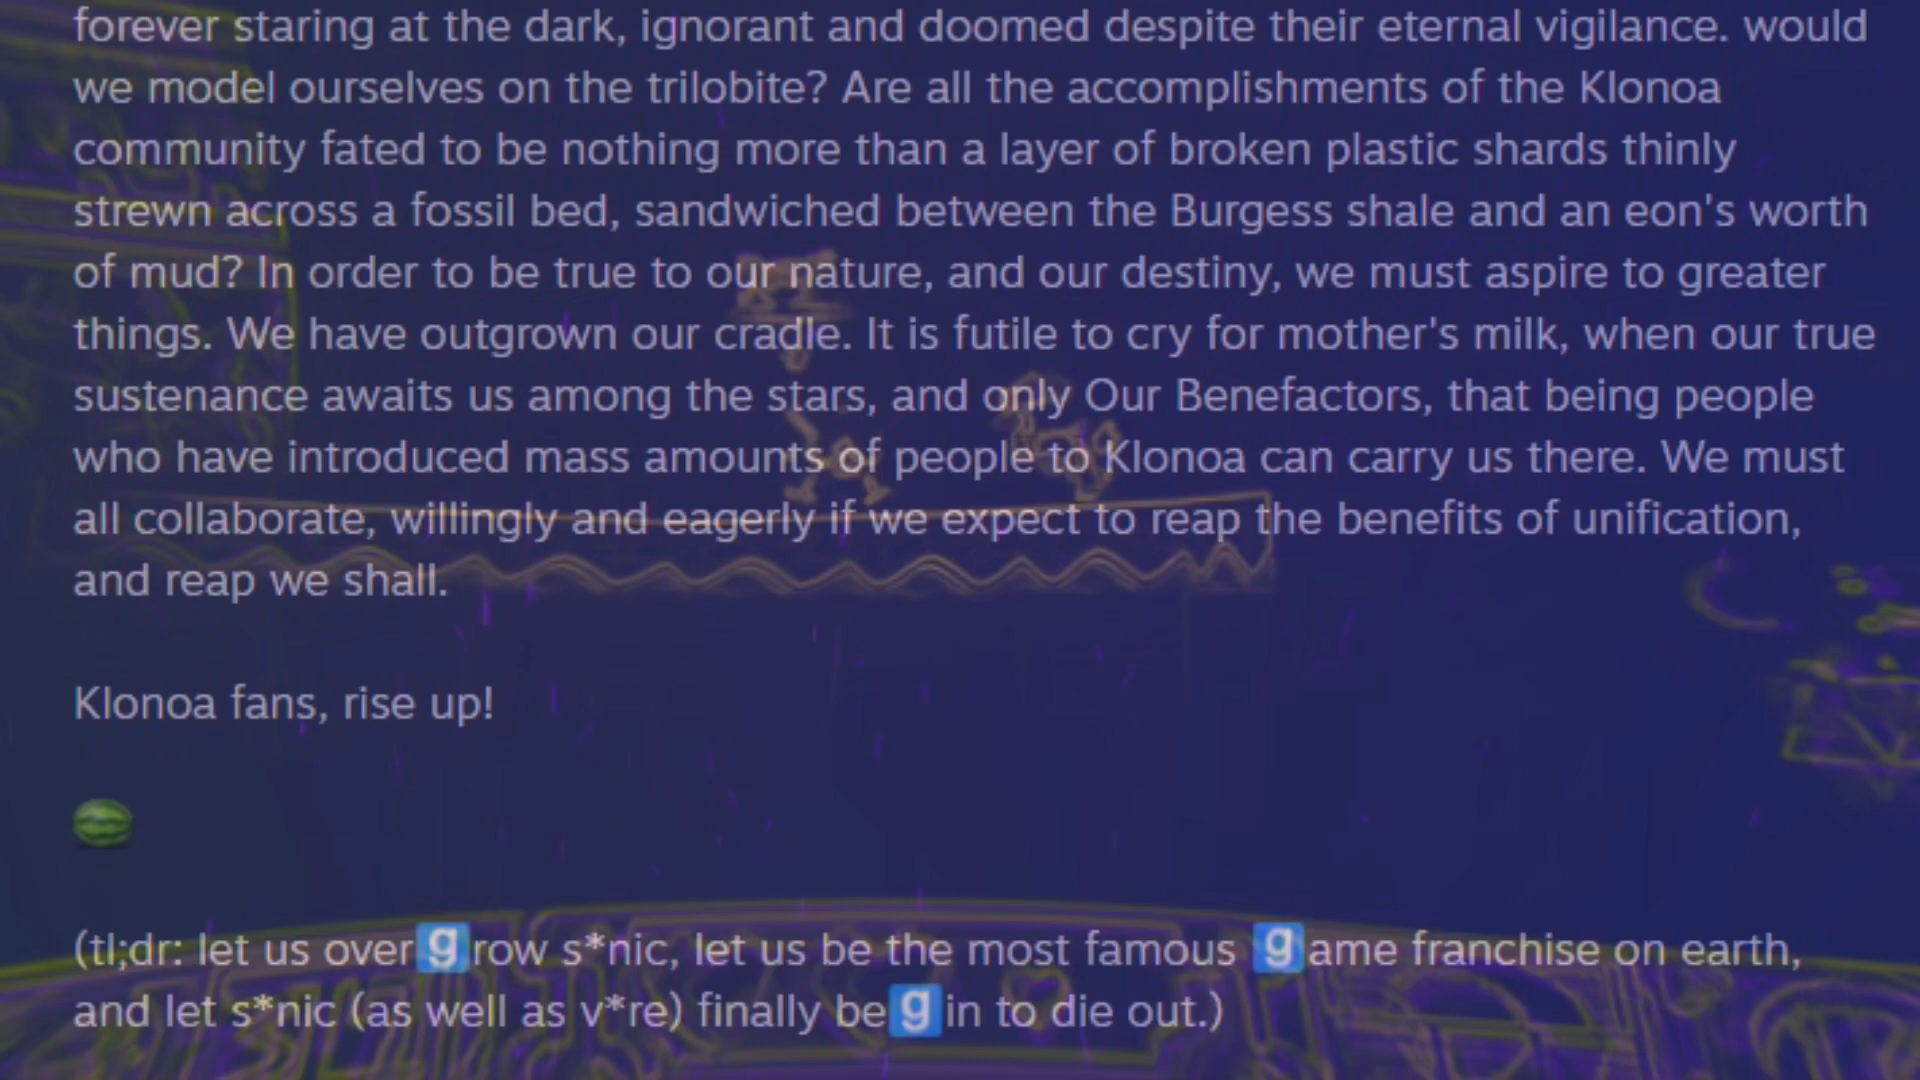 forever staring at the dark, ignorant and doomed despite their eternal vigilance. would
we model ourselves on the trilobite? Are all the accomplishments of the Klonoa
community fated to be nothing more than a layer of broken plastic shards thinly
strewn across a fossil bed, sandwiched between the Burgess shale and an eon's worth
of mud? In order to be true to our nature, and our destiny, we must aspire to greater
things. We have outgrown our cradle. It is futile to cry for mother's milk, when our true
sustenance awaits us among the stars, and only Our Benefactors, that being people
who have introduced mass amounts of people to Klonoa can carry us there. We must
all collaborate, willingly and eagerly if we expect to reap the benefits of unification,
and reap we shall.
Klonoa fans, rise up!
🍉
(tl;dr: let us overgrow s*nic, let us be the most famous game franchise on earth,
and let s*nic (as well as v*re) finally begin to die out.)